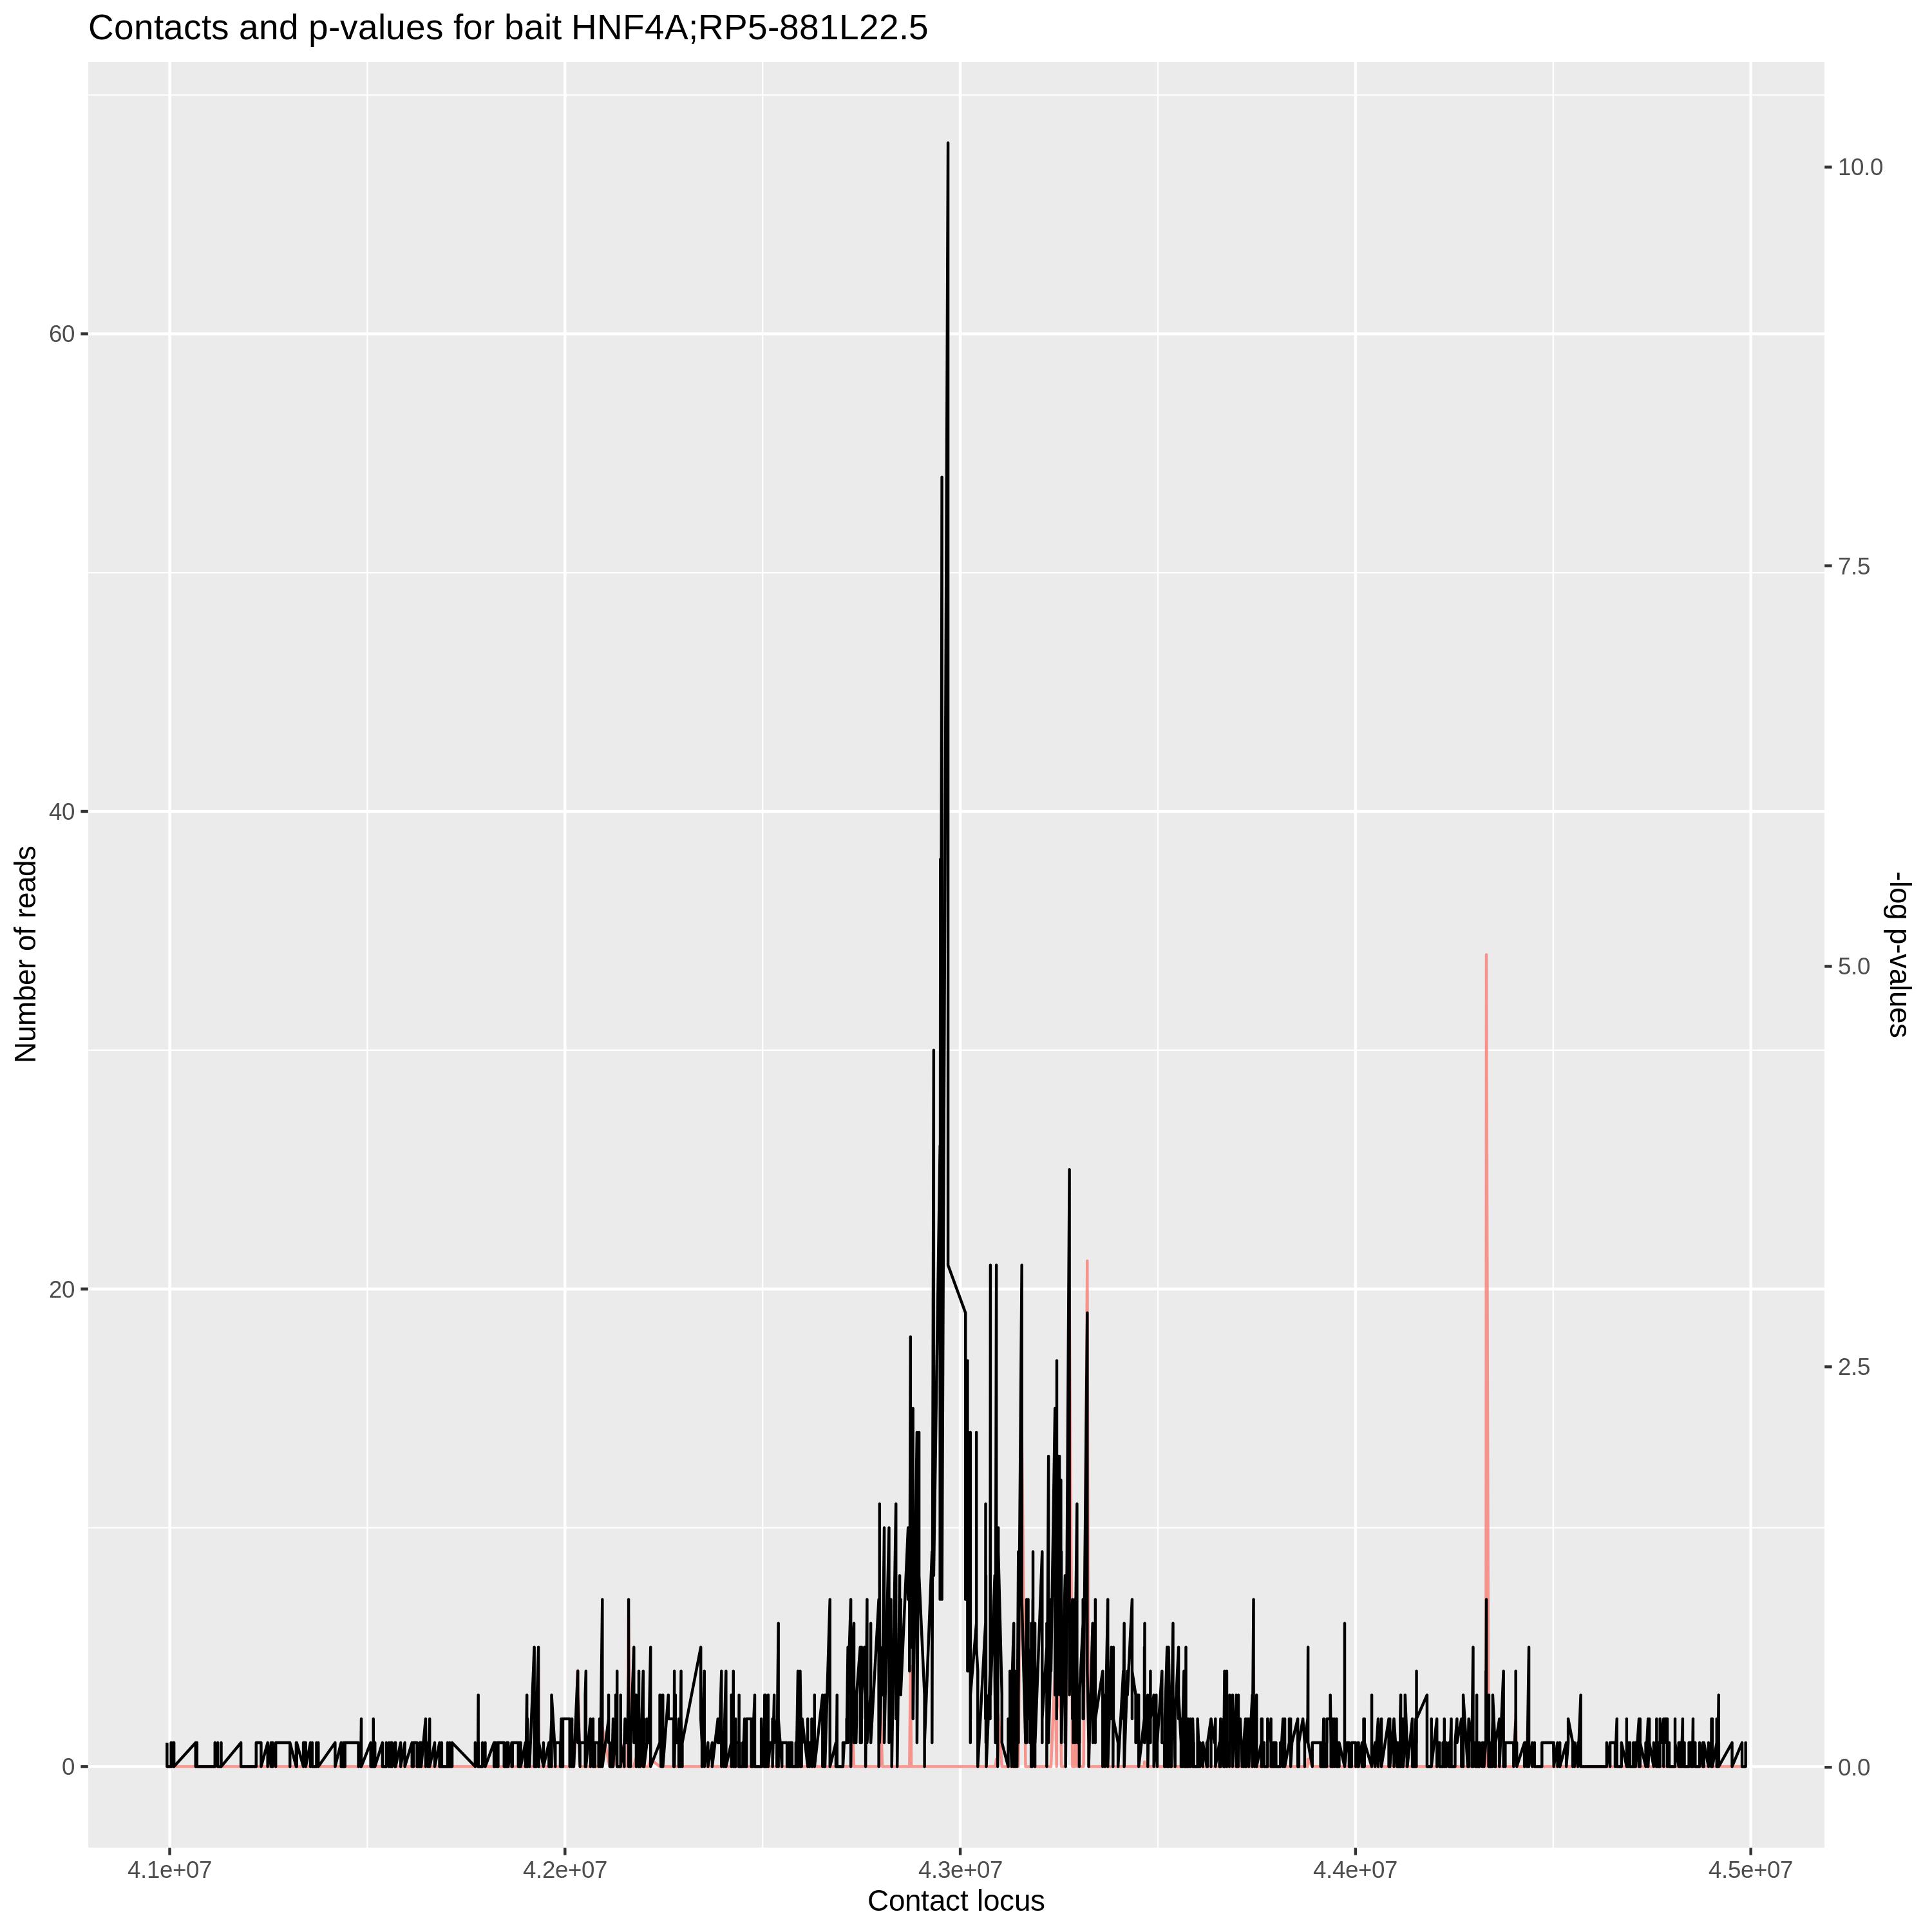 Contacts and p-values for bait HNF4A;RP5-881L22.5
60
40
20
0
Number of reads
10.0
7.5
5.0
2.5
0.0
-log p-values
4.1e+07 4.2e+07 4.3e+07 4.4e+07 4.5e+07
Contact locus